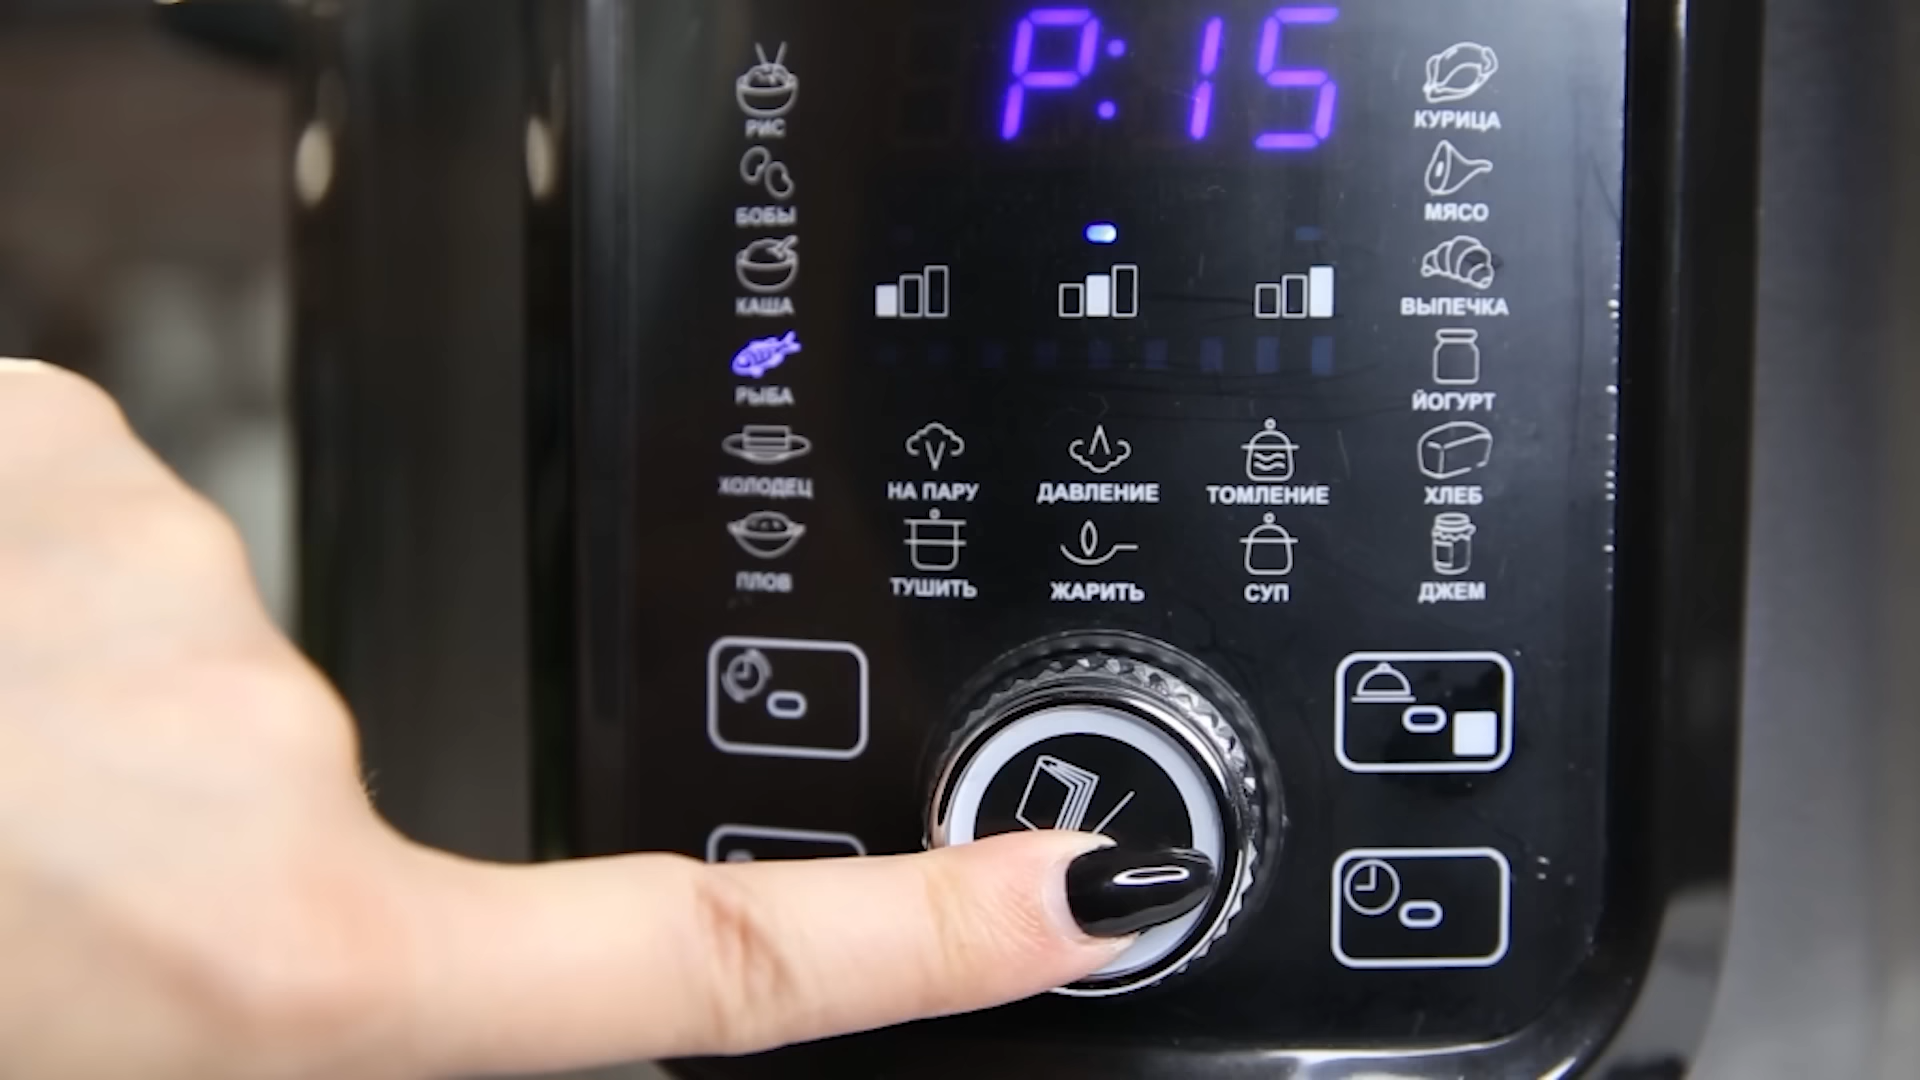 P:15
РИС
БОБЫ
КАША
РЫБА
ХОЛОДЕЦ
ПЛОВ
НА ПАРУ
ДАВЛЕНИЕ
ТОМЛЕНИЕ
ТУШИТЬ
ЖАРИТЬ
СУП
КУРИЦА
МЯСО
ВЫПЕЧКА
ЙОГУРТ
ХЛЕБ
ДЖЕМ